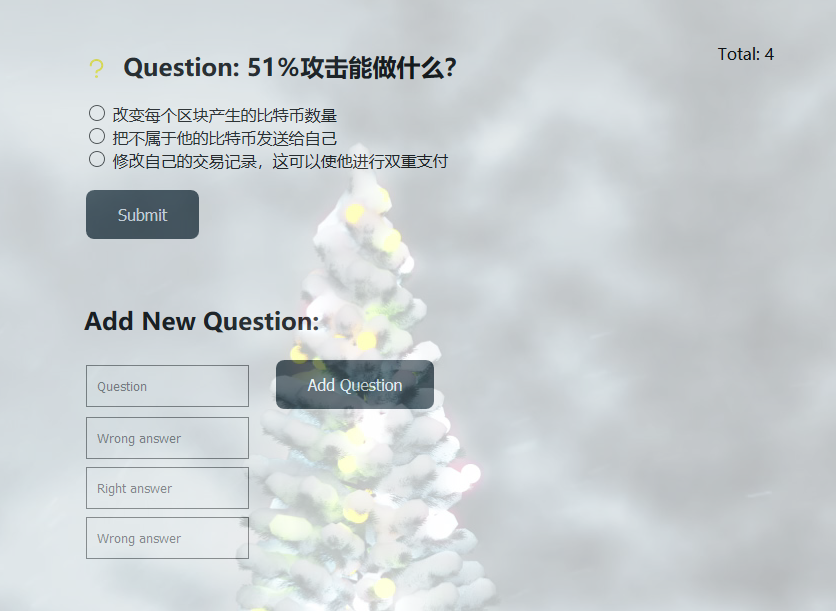 Total: 4
? Question: 51%攻击能做什么?
改变每个区块产生的比特币数量
把不属于他的比特币发送给自己
修改自己的交易记录，这可以使他进行双重支付
Submit
Add New Question:
Question
Add Question
Wrong answer
Right answer
Wrong answer